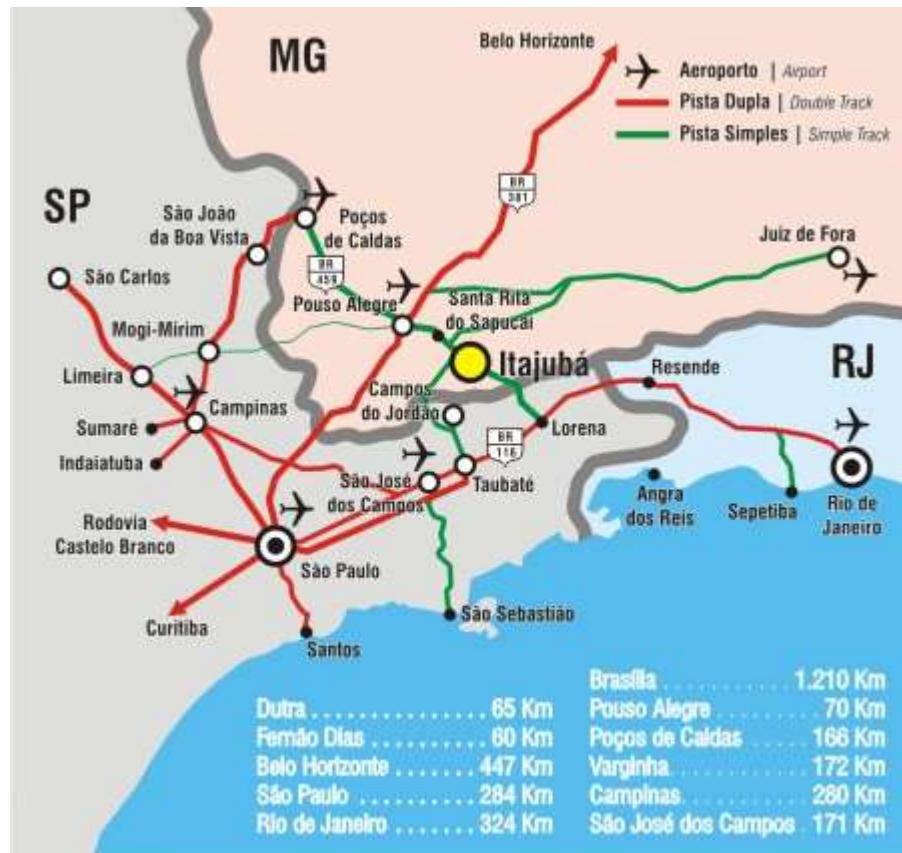 MG
Belo Horizonte
Aeroporto | Airport
Pista Dupla | Double Track
Pista Simples | Simple Track
SP
BR
381
São João
da Boa Vista
Poços
de Caldas
Juiz de Fora
São Carlos
BR
459
Pouso Alegre
Santa Rita
do Sapucaí
Mogi-Mirim
Itajubá
RJ
Limeira
Resende
Campos
do Jordão
Campinas
Sumaré
Lorena
BR
116
Indaiatuba
São José
dos Campos
Taubaté
Angra
dos Reis
Sepetiba
Rio de
Janeiro
Rodovia
Castelo Branco
São Paulo
Curitiba
São Sebastião
Santos
Dutra . . . . . . . . . . . . . . 65 Km
Fernão Dias . . . . . . . . . 60 Km
Belo Horizonte . . . . . . 447 Km
São Paulo . . . . . . . . . . 284 Km
Rio de Janeiro . . . . . . . 324 Km
Brasília . . . . . . . . . . . 1.210 Km
Pouso Alegre . . . . . . . . . 70 Km
Poços de Caldas . . . . . 166 Km
Varginha . . . . . . . . . . . . 172 Km
Campinas . . . . . . . . . . . 280 Km
São José dos Campos . 171 Km